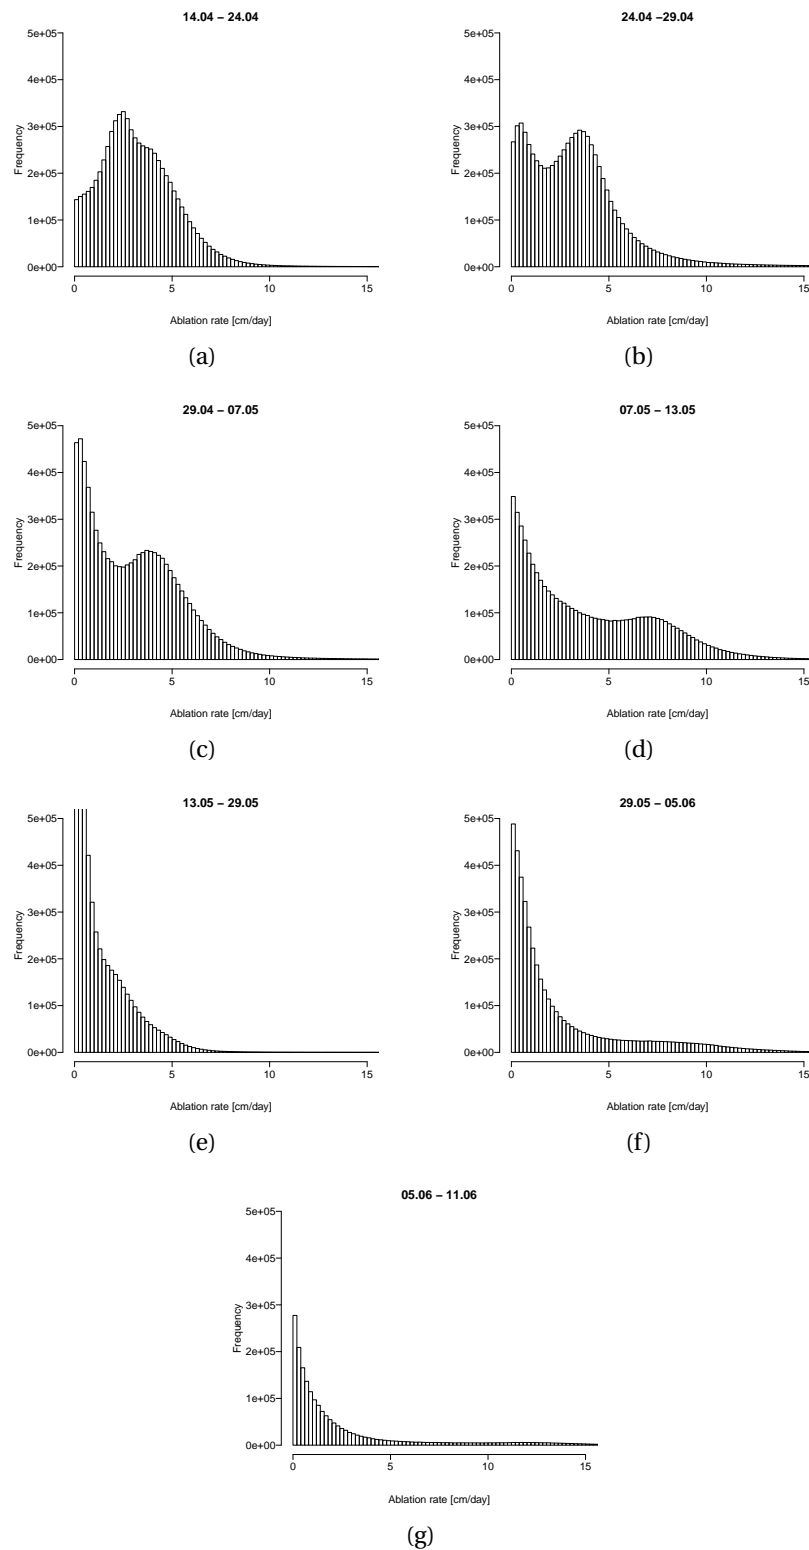 14.04 – 24.04
Frequency
0e+00 1e+05 2e+05 3e+05 4e+05 5e+05
0 5 10 15
Ablation rate [cm/day]
(a)
24.04 –29.04
Frequency
0e+00 1e+05 2e+05 3e+05 4e+05 5e+05
0 5 10 15
Ablation rate [cm/day]
(b)
29.04 – 07.05
Frequency
0e+00 1e+05 2e+05 3e+05 4e+05 5e+05
0 5 10 15
Ablation rate [cm/day]
(c)
07.05 – 13.05
Frequency
0e+00 1e+05 2e+05 3e+05 4e+05 5e+05
0 5 10 15
Ablation rate [cm/day]
(d)
13.05 – 29.05
Frequency
0e+00 1e+05 2e+05 3e+05 4e+05 5e+05
0 5 10 15
Ablation rate [cm/day]
(e)
29.05 – 05.06
Frequency
0e+00 1e+05 2e+05 3e+05 4e+05 5e+05
0 5 10 15
Ablation rate [cm/day]
(f)
05.06 – 11.06
Frequency
0e+00 1e+05 2e+05 3e+05 4e+05 5e+05
0 5 10 15
Ablation rate [cm/day]
(g)